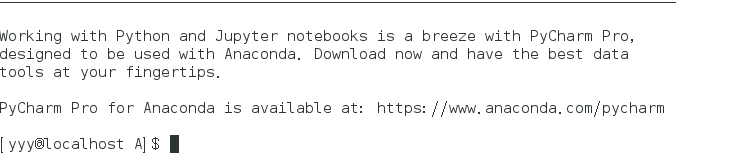 Working with Python and Jupyter notebooks is a breeze with PyCharm Pro,
designed to be used with Anaconda. Download now and have the best data
tools at your fingertips.
PyCharm Pro for Anaconda is available at: https://www.anaconda.com/pycharm
[yyy@localhost A]$